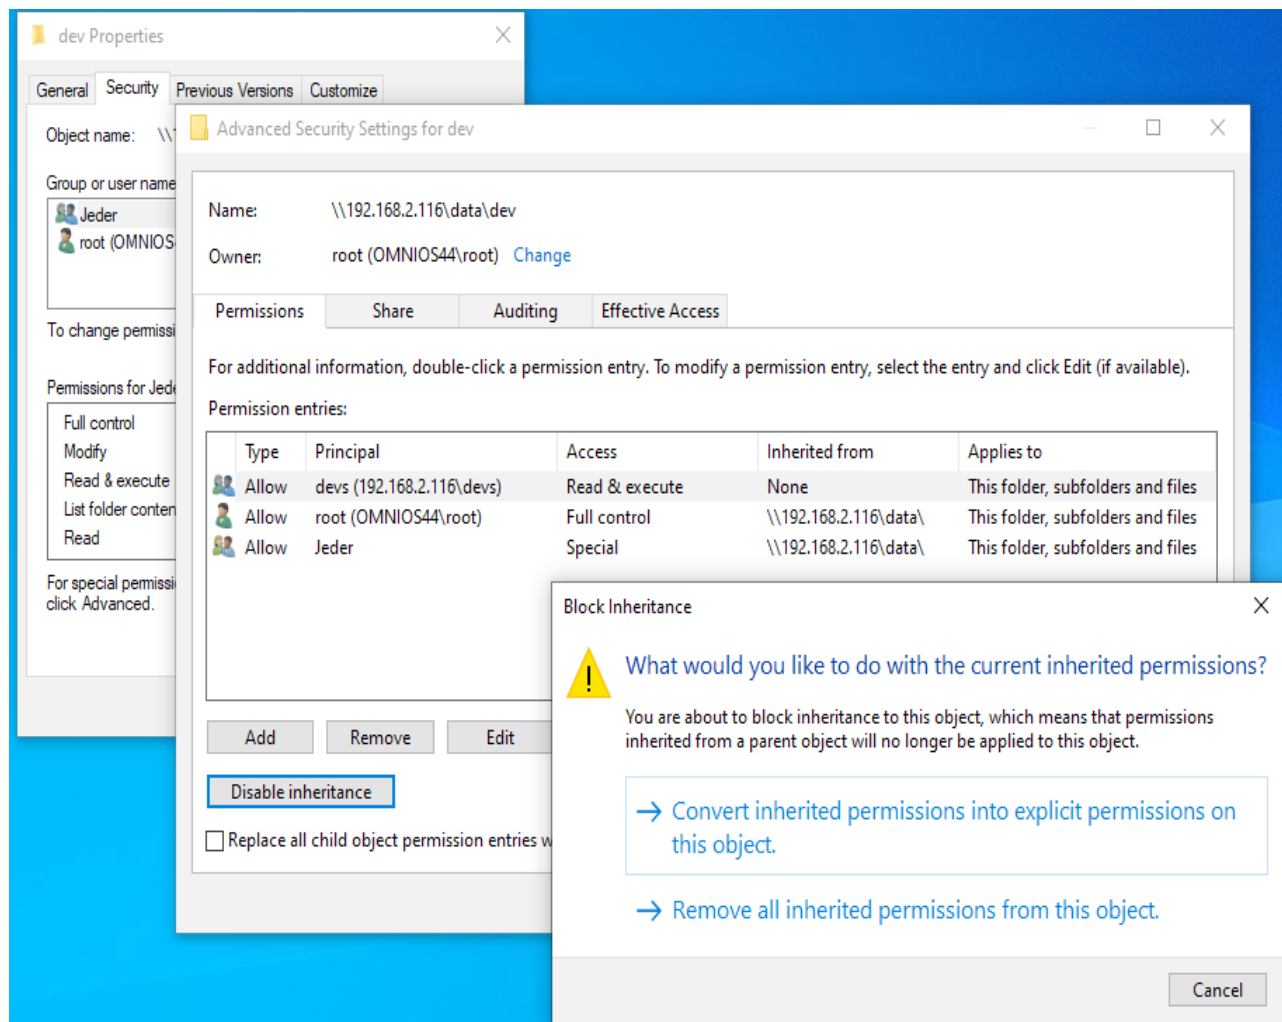 dev Properties
General Security Previous Versions Customize
Object name: \\1
Group or user name
Jeder
root (OMNIOS
To change permissi
Permissions for Jede
Full control
Modify
Read & execute
List folder conten
Read
For special permissi
click Advanced.
Advanced Security Settings for dev
Name: \\192.168.2.116\data\dev
Owner: root (OMNIOS44\root) Change
Permissions Share Auditing Effective Access
For additional information, double-click a permission entry. To modify a permission entry, select the entry and click Edit (if available).
Permission entries:
Type Principal Access Inherited from Applies to
Allow devs (192.168.2.116\devs) Read & execute None This folder, subfolders and files
Allow root (OMNIOS44\root) Full control \\192.168.2.116\data\ This folder, subfolders and files
Allow Jeder Special \\192.168.2.116\data\ This folder, subfolders and files
Add Remove Edit
Disable inheritance
Replace all child object permission entries w
Block Inheritance
What would you like to do with the current inherited permissions?
You are about to block inheritance to this object, which means that permissions
inherited from a parent object will no longer be applied to this object.
Convert inherited permissions into explicit permissions on
this object.
Remove all inherited permissions from this object.
Cancel